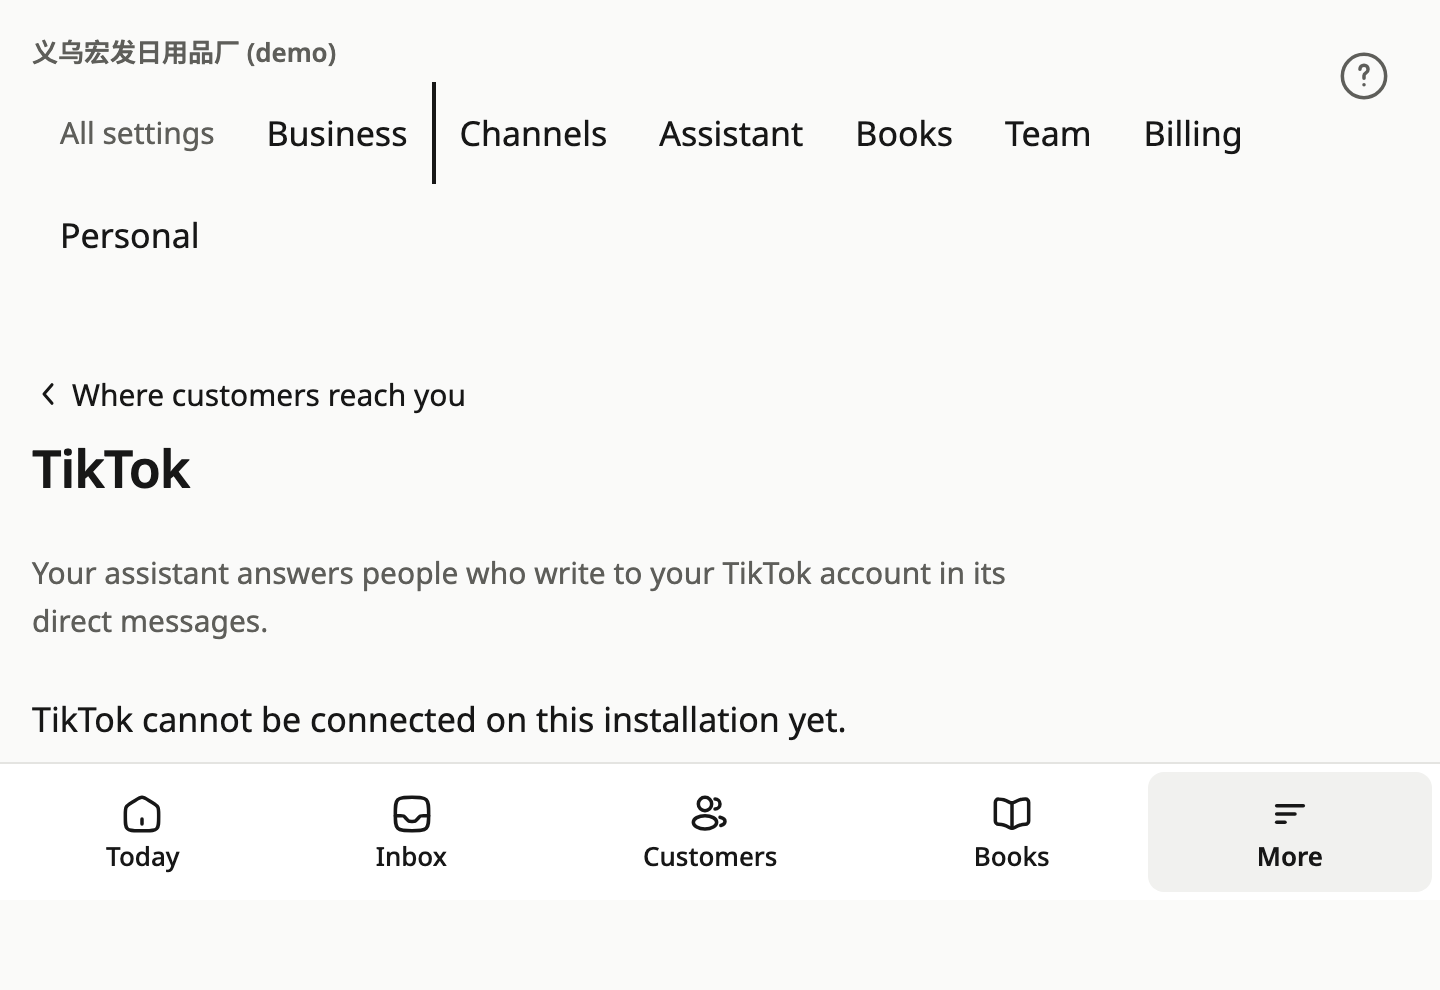 义乌宏发日用品厂 (demo)
All settings Business Channels Assistant Books Team Billing
Personal
Where customers reach you
TikTok
Your assistant answers people who write to your TikTok account in its
direct messages.
TikTok cannot be connected on this installation yet.
Today Inbox Customers Books More